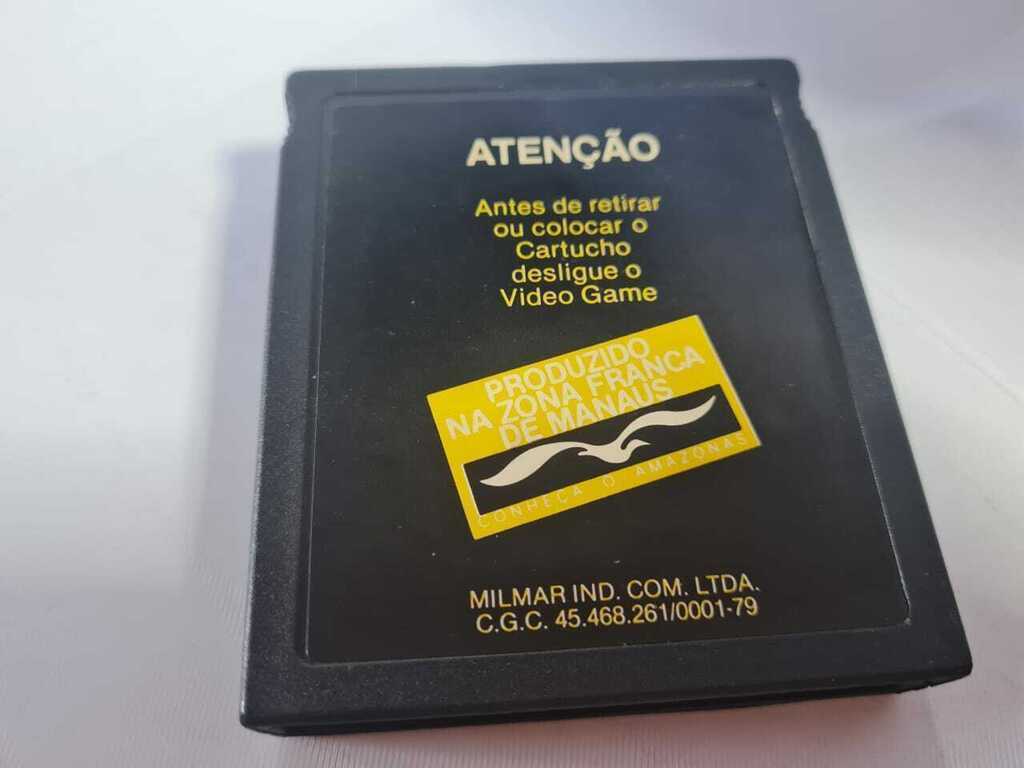 ATENÇÃO
Antes de retirar
ou colocar o
Cartucho
desligue o
Video Game
PRODUZIDO
NA ZONA FRANCA
DE MANAUS
CONHEÇA O AMAZONAS
MILMAR IND. COM. LTDA.
C.G.C. 45.468.261/0001-79